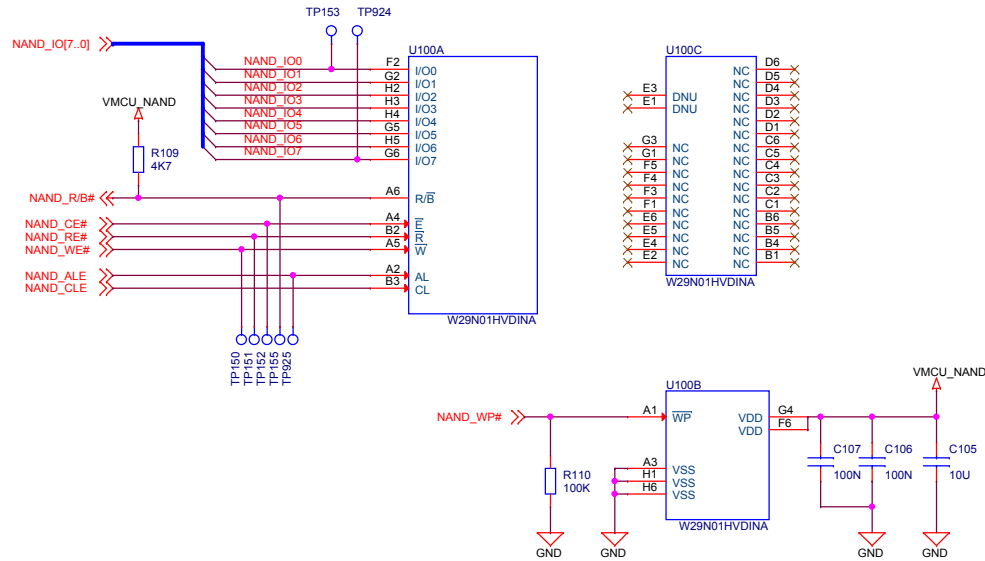 TP153 TP924
NAND_IO[7..0]
U100A
NAND_IO0 F2 I/O0
NAND_IO1 G2 I/O1
NAND_IO2 H2 I/O2
NAND_IO3 H3 I/O3
NAND_IO4 H4 I/O4
NAND_IO5 G5 I/O5
NAND_IO6 H5 I/O6
NAND_IO7 G6 I/O7
VMCU_NAND
R109
4K7
NAND_R/B# A6 R/B
NAND_CE# A4 E
NAND_RE# B2 R
NAND_WE# A5 W
NAND_ALE A2 AL
NAND_CLE B3 CL
W29N01HVDINA
TP150
TP151
TP152
TP155
TP925
U100C
E3 DNU
E1 DNU
G3 NC
G1 NC
F5 NC
F4 NC
F3 NC
F1 NC
E6 NC
E5 NC
E4 NC
E2 NC
NC D6
NC D5
NC D4
NC D3
NC D2
NC D1
NC C6
NC C5
NC C4
NC C3
NC C2
NC C1
NC B6
NC B5
NC B4
NC B1
W29N01HVDINA
VMCU_NAND
U100B
NAND_WP# A1 WP
VDD G4
VDD F6
A3 VSS
H1 VSS
H6 VSS
W29N01HVDINA
R110
100K
C107
100N
C106
100N
C105
10U
GND
GND
GND
GND